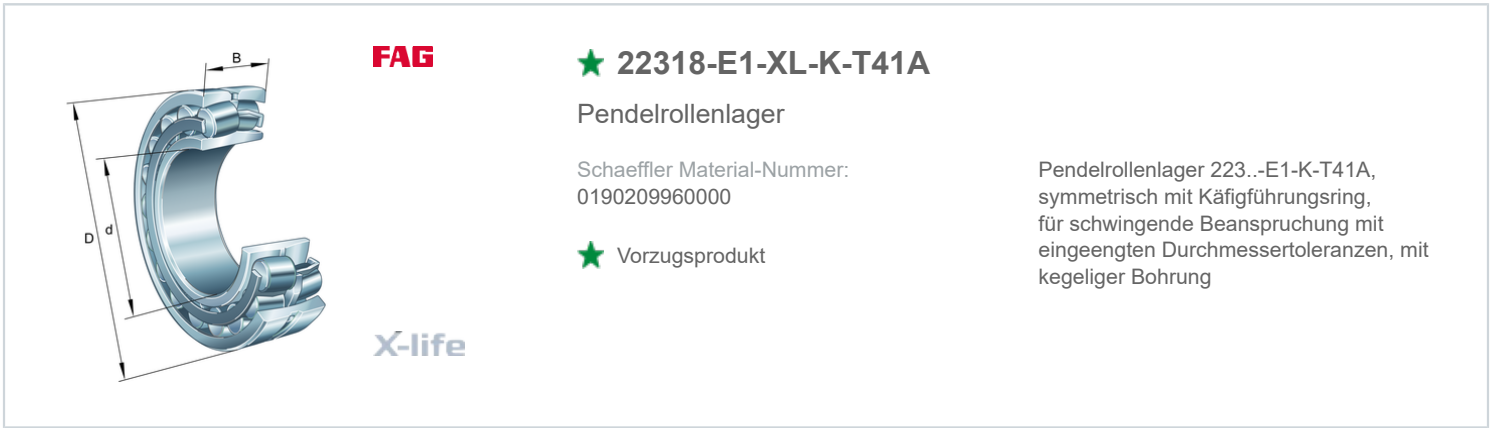 B
D
d
FAG
X-life
22318-E1-XL-K-T41A
Pendelrollenlager
Schaeffler Material-Nummer:
0190209960000
Vorzugsprodukt
Pendelrollenlager 223..-E1-K-T41A,
symmetrisch mit Käfigführungsring,
für schwingende Beanspruchung mit
eingeengten Durchmessertoleranzen, mit
kegeliger Bohrung